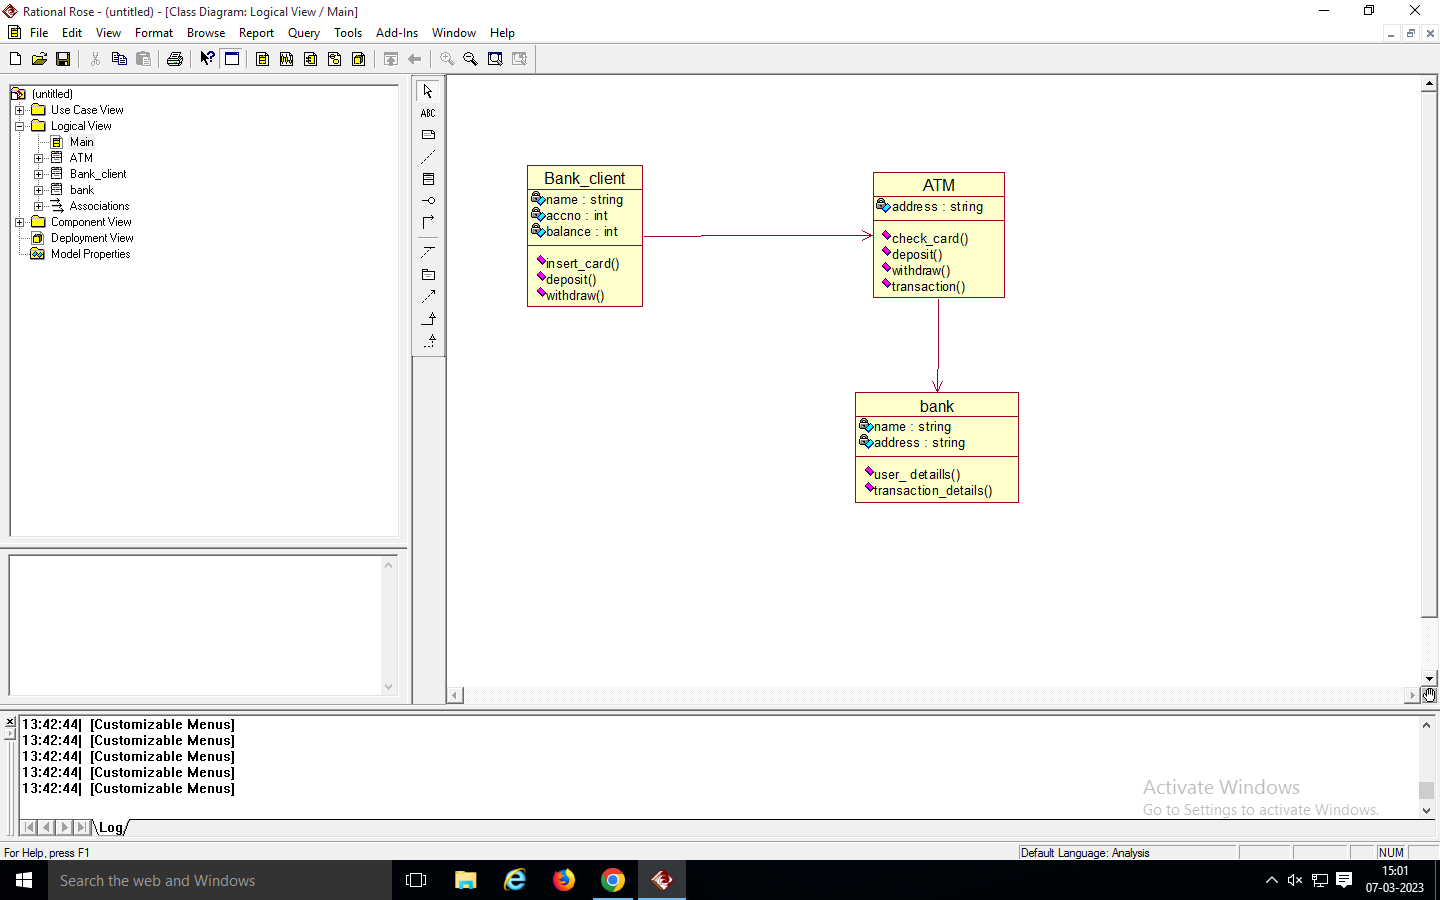 Rational Rose - (untitled) - [Class Diagram: Logical View / Main]
File Edit View Format Browse Report Query Tools Add-Ins Window Help
(untitled)
Use Case View
Logical View
Main
ATM
Bank_client
bank
Associations
Component View
Deployment View
Model Properties
ABC
Bank_client
name : string
accno : int
balance : int
insert_card()
deposit()
withdraw()
ATM
address : string
check_card()
deposit()
withdraw()
transaction()
bank
name : string
address : string
user_ detaills()
transaction_details()
13:42:44| [Customizable Menus]
13:42:44| [Customizable Menus]
13:42:44| [Customizable Menus]
13:42:44| [Customizable Menus]
13:42:44| [Customizable Menus]
Log
Activate Windows
Go to Settings to activate Windows.
For Help, press F1
Default Language: Analysis
NUM
Search the web and Windows
15:01
07-03-2023